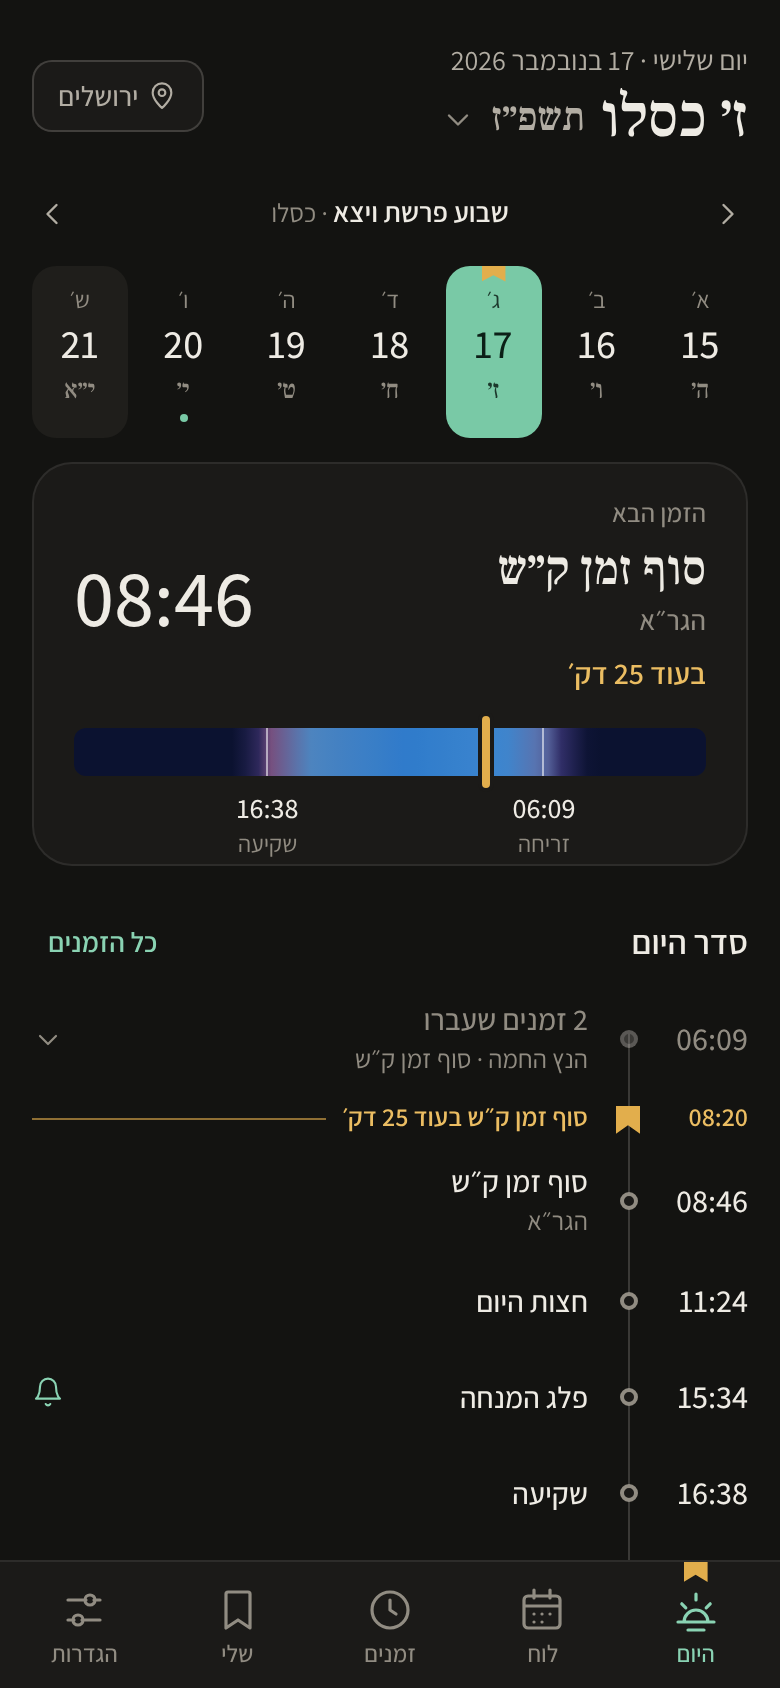 יום שלישי · 17 בנובמבר 2026
ז׳ כסלו תשפ״ז
ירושלים
שבוע פרשת ויצא · כסלו
א׳ ב׳ ג׳ ד׳ ה׳ ו׳ ש׳
15 16 17 18 19 20 21
ה׳ ו׳ ז׳ ח׳ ט׳ י׳ י״א
הזמן הבא
סוף זמן ק״ש
הגר״א
08:46
בעוד 25 דק׳
06:09 16:38
זריחה שקיעה
סדר היום
כל הזמנים
06:09 2 זמנים שעברו
הנץ החמה · סוף זמן ק״ש
08:20 סוף זמן ק״ש בעוד 25 דק׳
08:46 סוף זמן ק״ש
הגר״א
11:24 חצות היום
15:34 פלג המנחה
16:38 שקיעה
היום לוח זמנים שלי הגדרות